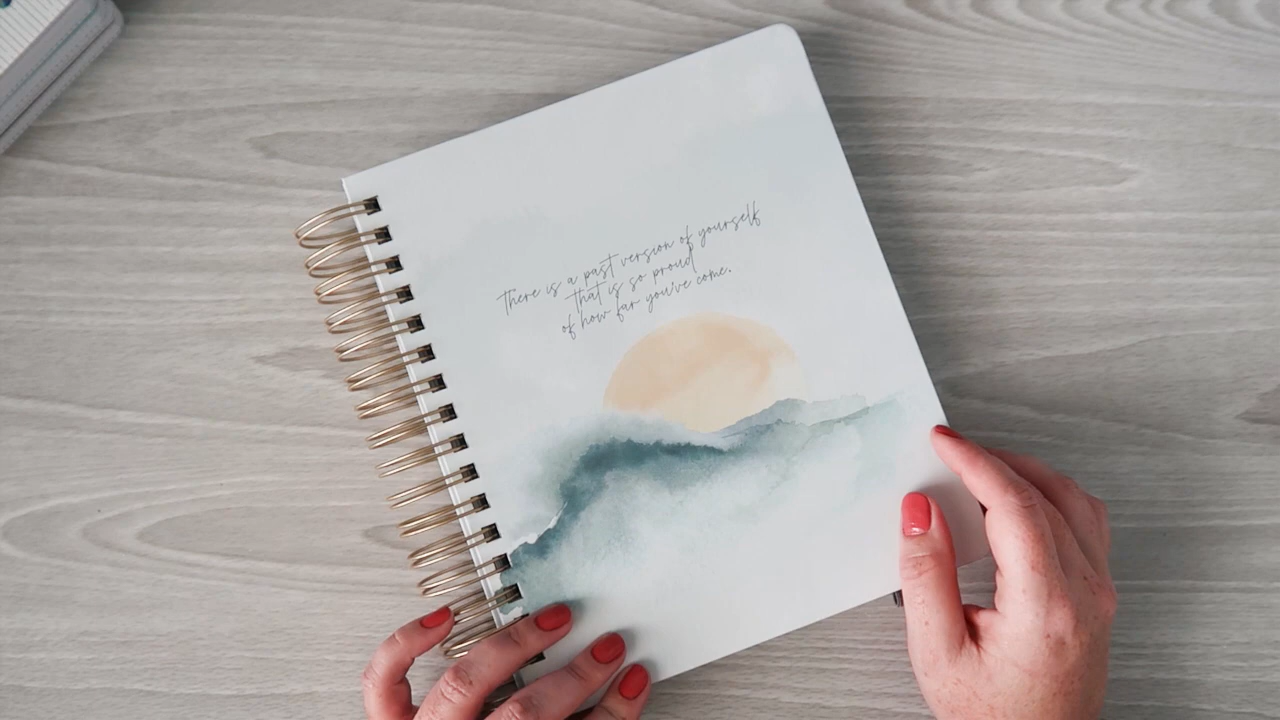 There is a past version of yourself
that is so proud
of how far you've come.